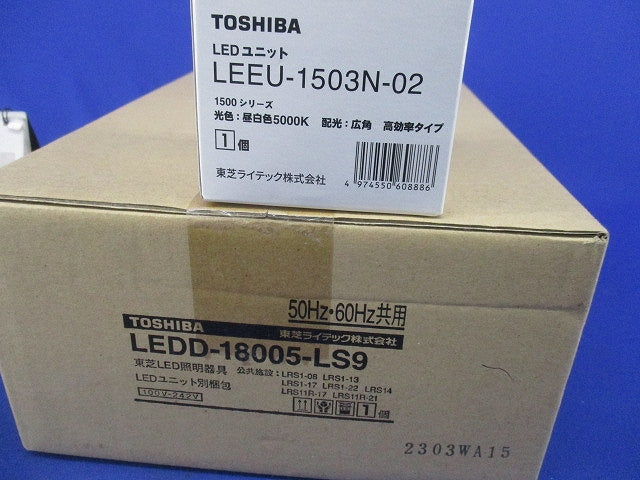 TOSHIBA
LEDユニット
LEEU-1503N-02
1500シリーズ
光色：昼白色5000K 配光：広角 高効率タイプ
1個
東芝ライテック株式会社
4 974550 608886
50Hz・60Hz共用
TOSHIBA 東芝ライテック株式会社
LEDD-18005-LS9
東芝LED照明器具 公共施設：LRS1-08 LRS1-13
LRS1-17 LRS1-22 LRS14
LEDユニット別梱包 LRS11R-17 LRS11R-21
100V-242V 1個
2303WA15